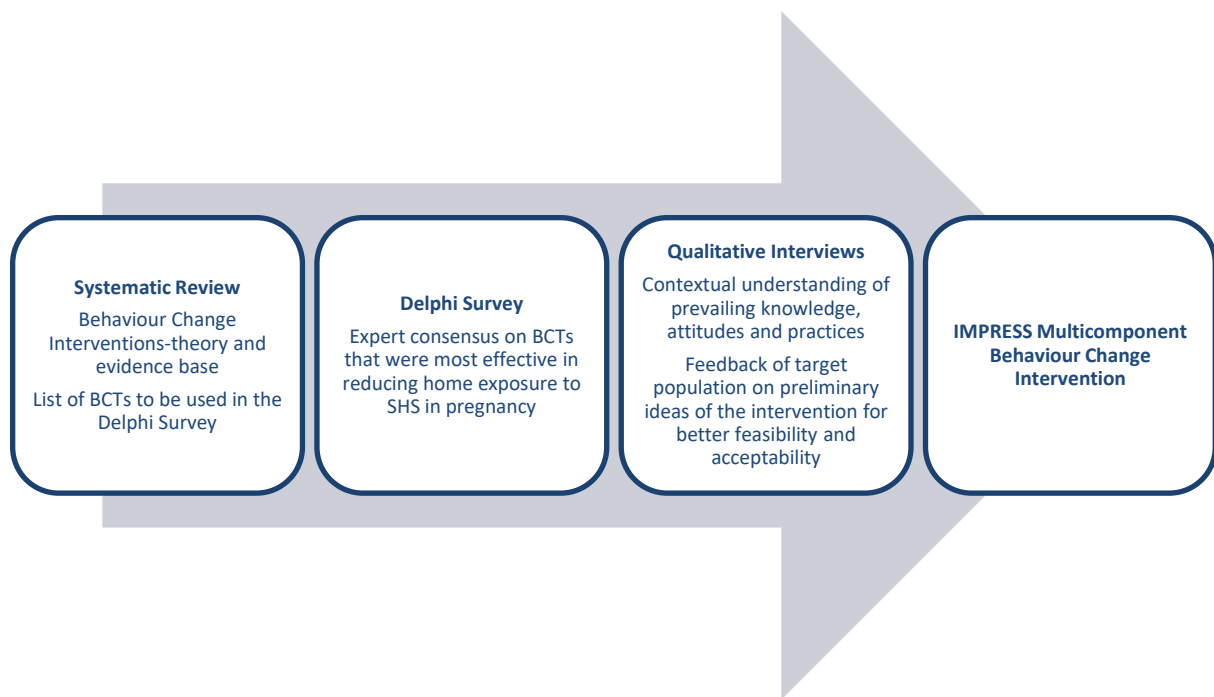 Systematic Review
Behaviour Change
Interventions-theory and
evidence base
List of BCTs to be used in the
Delphi Survey
Delphi Survey
Expert consensus on BCTs
that were most effective in
reducing home exposure to
SHS in pregnancy
Qualitative Interviews
Contextual understanding of
prevailing knowledge,
attitudes and practices
Feedback of target
population on preliminary
ideas of the intervention for
better feasibility and
acceptability
IMPRESS Multicomponent
Behaviour Change
Intervention